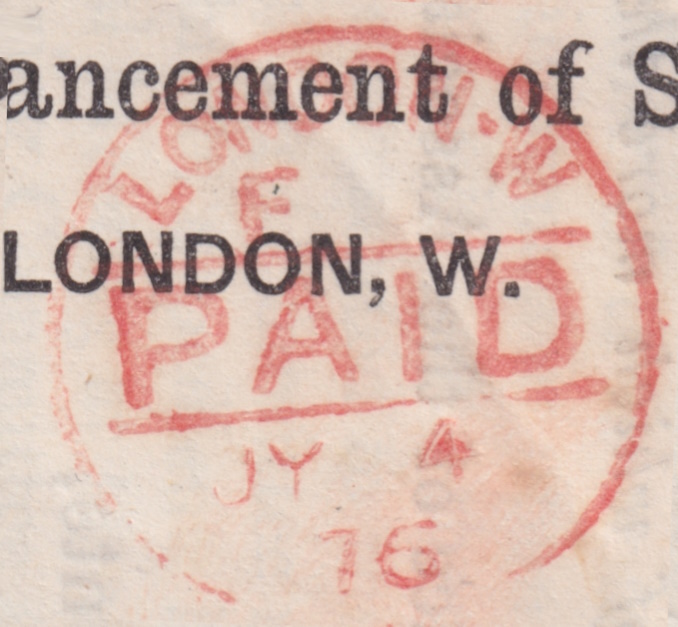 ancement of S
LONDON, W.
LONDON·W
F
PAID
JY 4
76